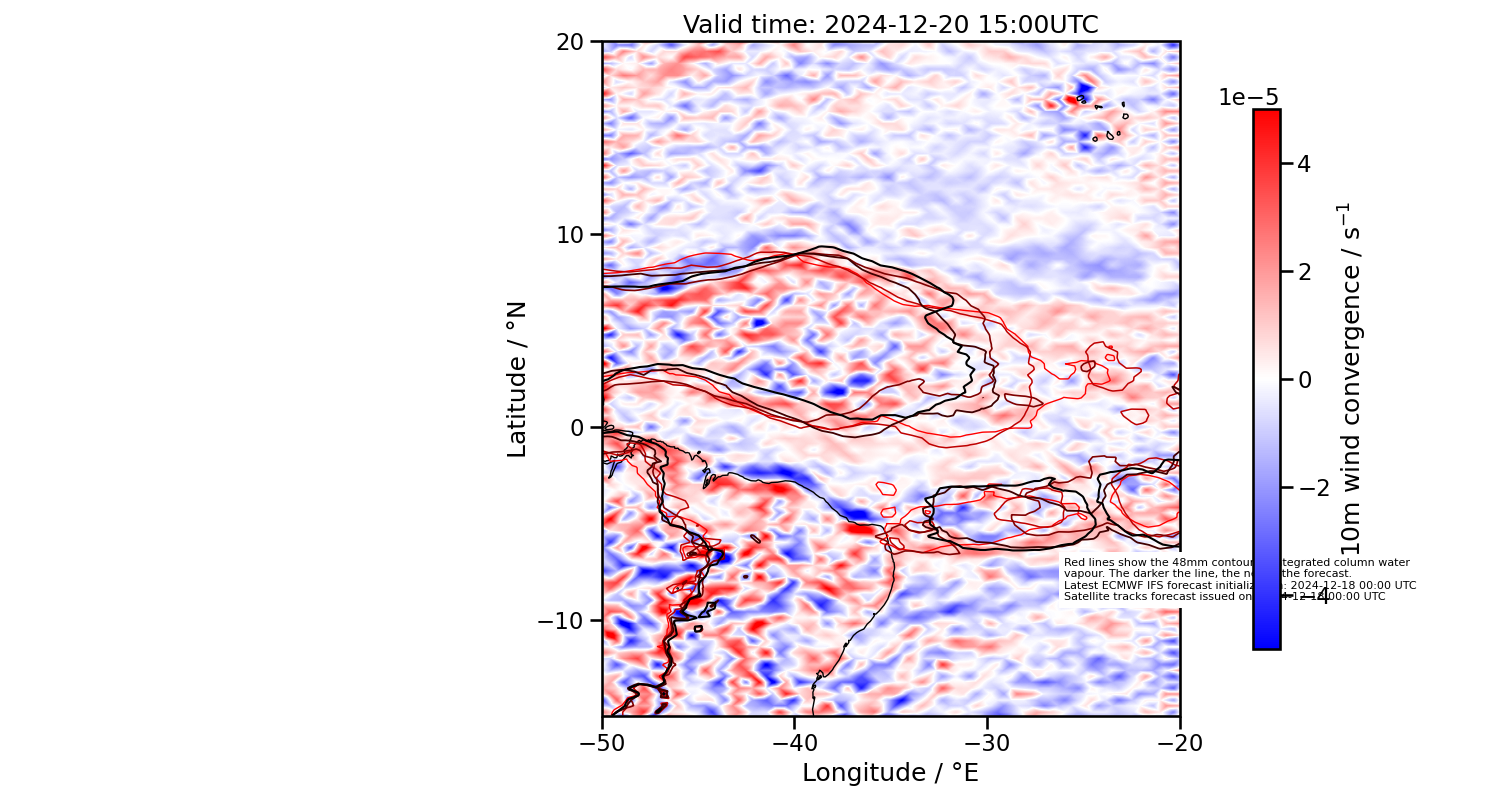 Valid time: 2024-12-20 15:00UTC
20
10
0
−10
Latitude / °N
−50
−40
−30
−20
Longitude / °E
1e−5
4
2
0
−2
−4
10m wind convergence / s⁻¹
Red lines show the 48mm contour tegrated column water
vapour. The darker the line, the the forecast.
Latest ECMWF IFS forecast 2024-12-18 00:00 UTC
Satellite tracks forecast issued on 00:00 UTC